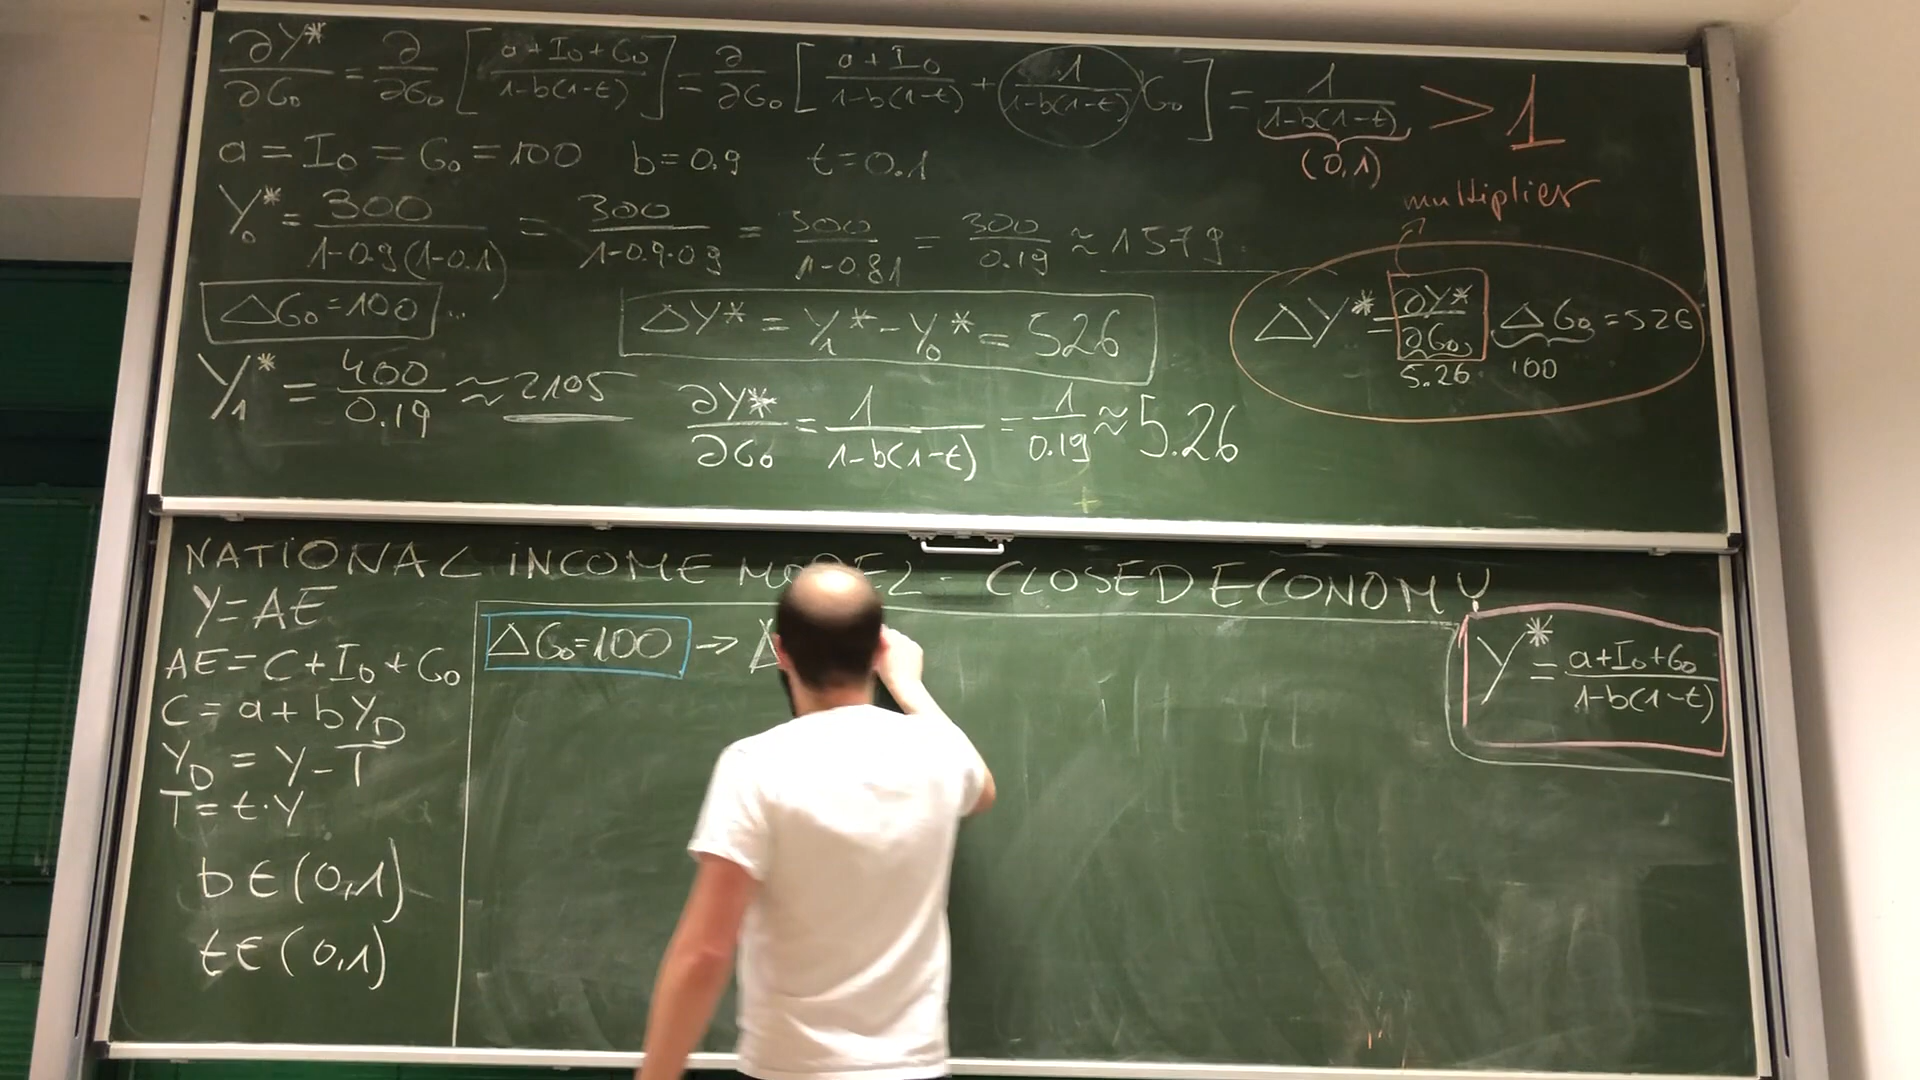 ∂Y*/∂G₀ = ∂/∂G₀ [(a+I₀+G₀)/(1-b(1-t))] = ∂/∂G₀ [(a+I₀)/(1-b(1-t)) + 1/(1-b(1-t)) G₀] = 1/(1-b(1-t)) > 1
(0,1)
a = I₀ = G₀ = 100 b=0.9 t=0.1
multiplier
Y₀* = 300/(1-0.9(1-0.1)) = 300/(1-0.9·0.9) = 300/(1-0.81) = 300/0.19 ≈ 1579
ΔG₀=100 ...
ΔY* = Y₁* - Y₀* = 526
ΔY* = ∂Y*/∂G₀ · ΔG₀ = 526
5.26 100
Y₁* = 400/0.19 ≈ 2105
∂Y*/∂G₀ = 1/(1-b(1-t)) = 1/0.19 ≈ 5.26
NATIONAL INCOME - CLOSED ECONOMY
Y=AE
AE=C+I₀+G₀
C=a+bY_D
Y_D=Y-T
T=t·Y
b∈(0,1)
t∈(0,1)
ΔG₀=100 → Δ
Y* = (a+I₀+G₀)/(1-b(1-t))